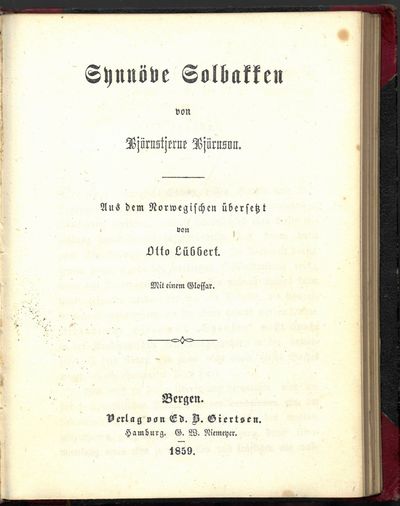 Synnöve Solbakken
von
Björnstjerne Björnson.
Aus dem Norwegischen übersetzt
von
Otto Lübbert.
Mit einem Glossar.
Bergen.
Verlag von Ed. B. Giertsen.
Hamburg. G. W. Niemeyer.
1859.